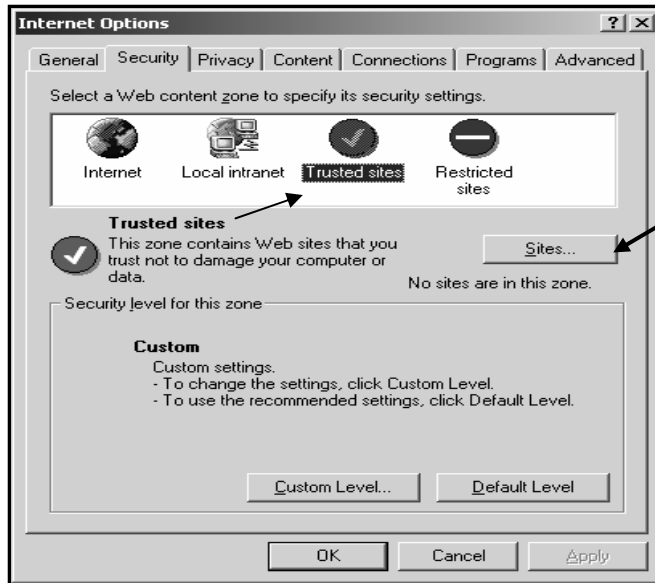 Internet Options
General Security Privacy Content Connections Programs Advanced
Select a Web content zone to specify its security settings.
Internet Local intranet Trusted sites Restricted sites
Trusted sites
This zone contains Web sites that you
trust not to damage your computer or
data.
Sites...
No sites are in this zone.
Security level for this zone
Custom
Custom settings.
- To change the settings, click Custom Level.
- To use the recommended settings, click Default Level.
Custom Level... Default Level
OK Cancel Apply